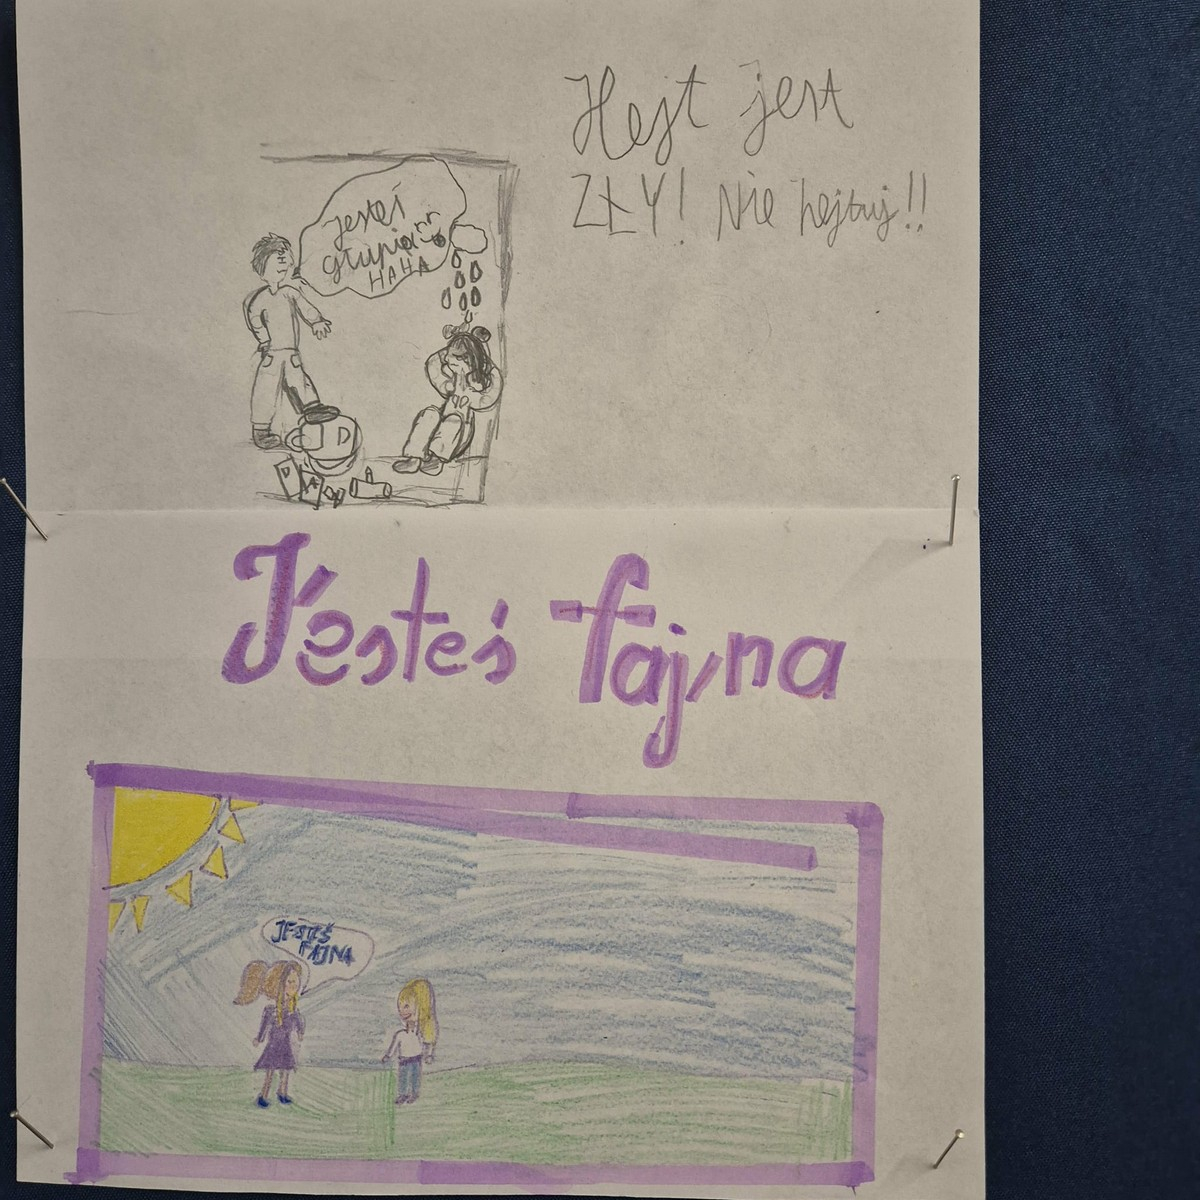 Hejt jest
ZŁY! Nie hejtuj!!
Jesteś
głupia
HAHA
D
D
A
A
Jesteś fajna
JESTEŚ
FAJNA